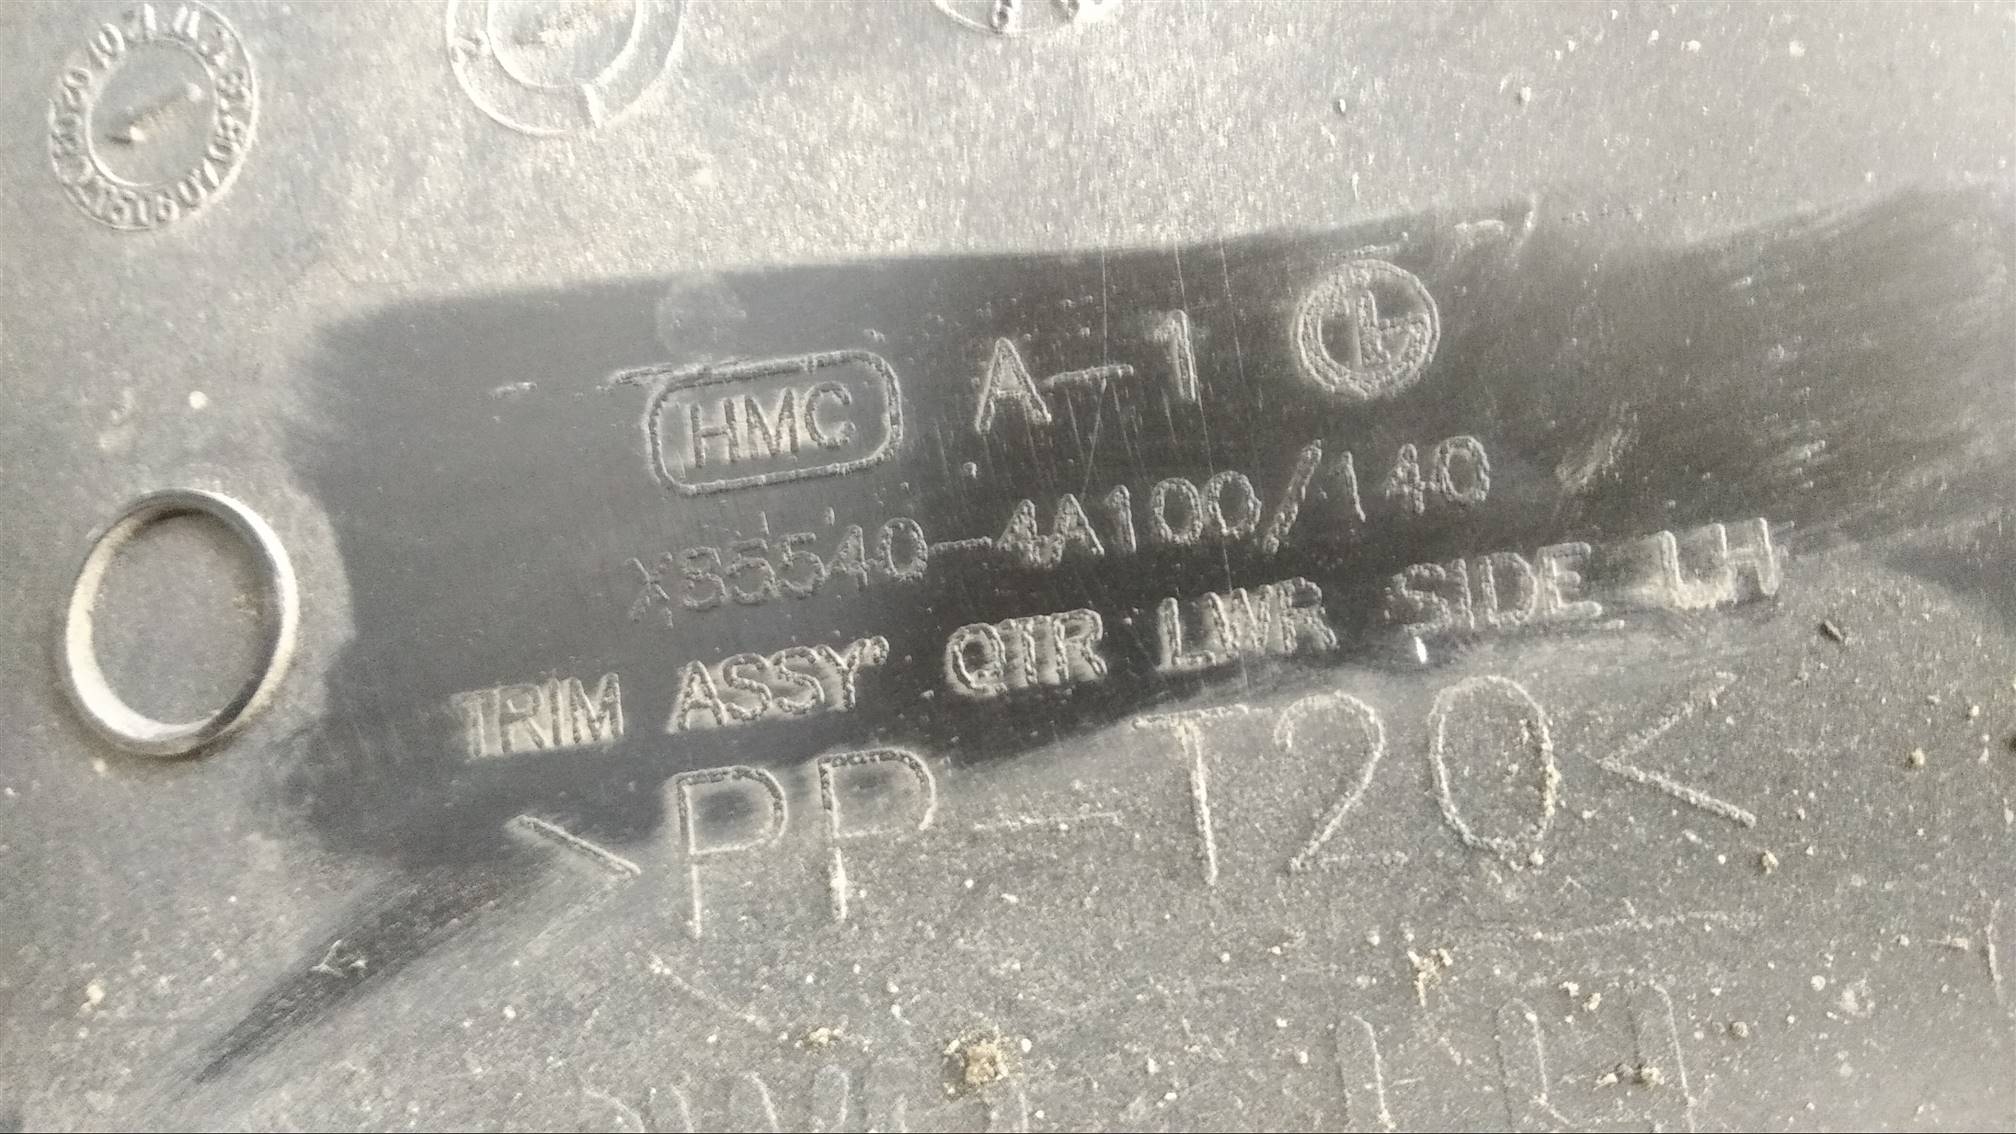 HMC A-1
X85540-4A100/140
TRIM ASSY QTR LWR SIDE LH
>PP-T20<